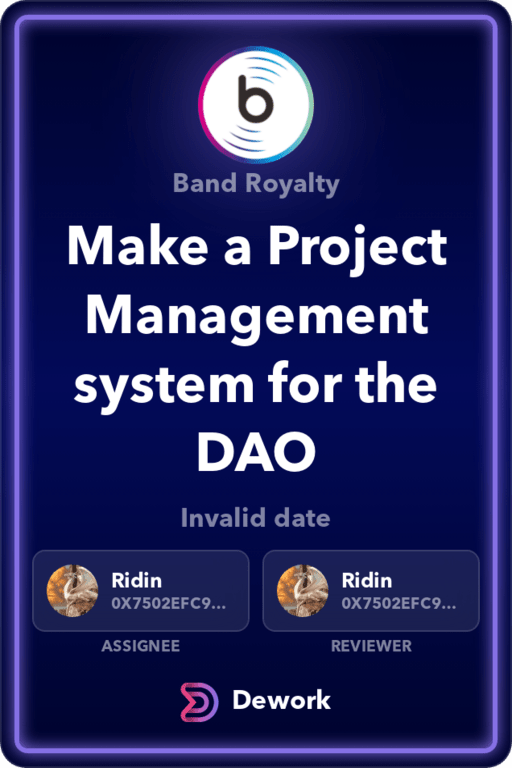 b
Band Royalty
Make a Project
Management
system for the
DAO
Invalid date
Ridin
0X7502EFC9...
ASSIGNEE
Ridin
0X7502EFC9...
REVIEWER
Dework